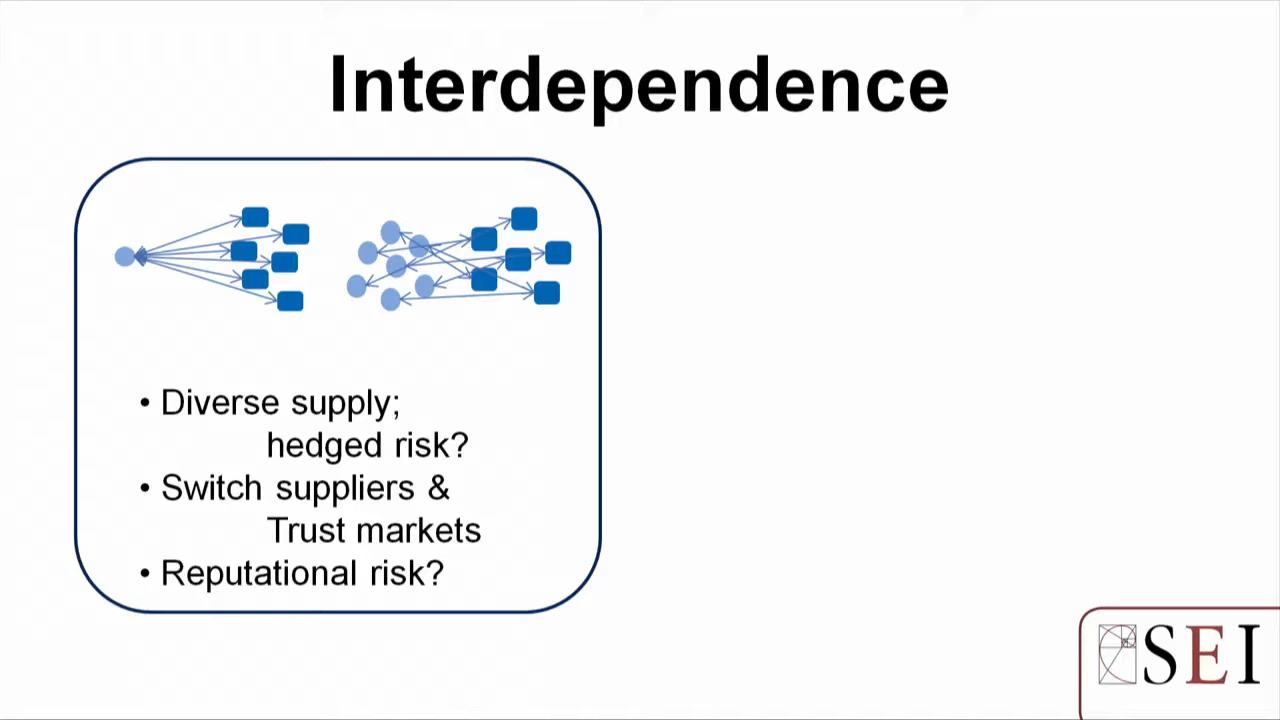 Interdependence
• Diverse supply;
hedged risk?
• Switch suppliers &
Trust markets
• Reputational risk?
SEI